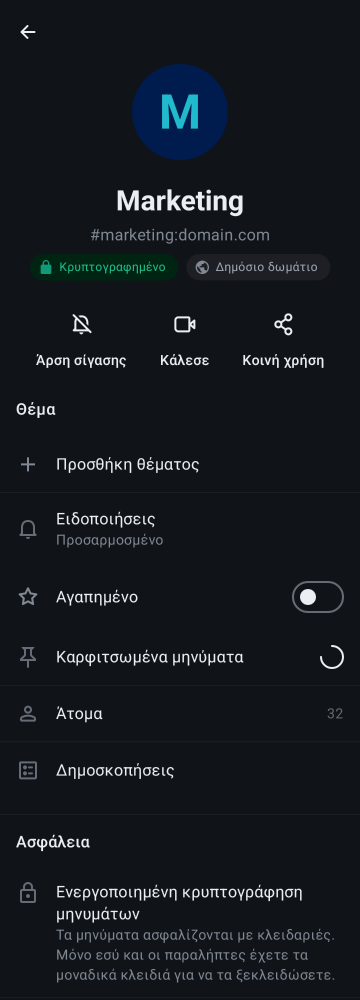 M
Marketing
#marketing:domain.com
Κρυπτογραφημένο
Δημόσιο δωμάτιο
Άρση σίγασης
Κάλεσε
Κοινή χρήση
Θέμα
Προσθήκη θέματος
Ειδοποιήσεις
Προσαρμοσμένο
Αγαπημένο
Καρφιτσωμένα μηνύματα
Άτομα
32
Δημοσκοπήσεις
Ασφάλεια
Ενεργοποιημένη κρυπτογράφηση
μηνυμάτων
Τα μηνύματα ασφαλίζονται με κλειδαριές.
Μόνο εσύ και οι παραλήπτες έχετε τα
μοναδικά κλειδιά για να τα ξεκλειδώσετε.